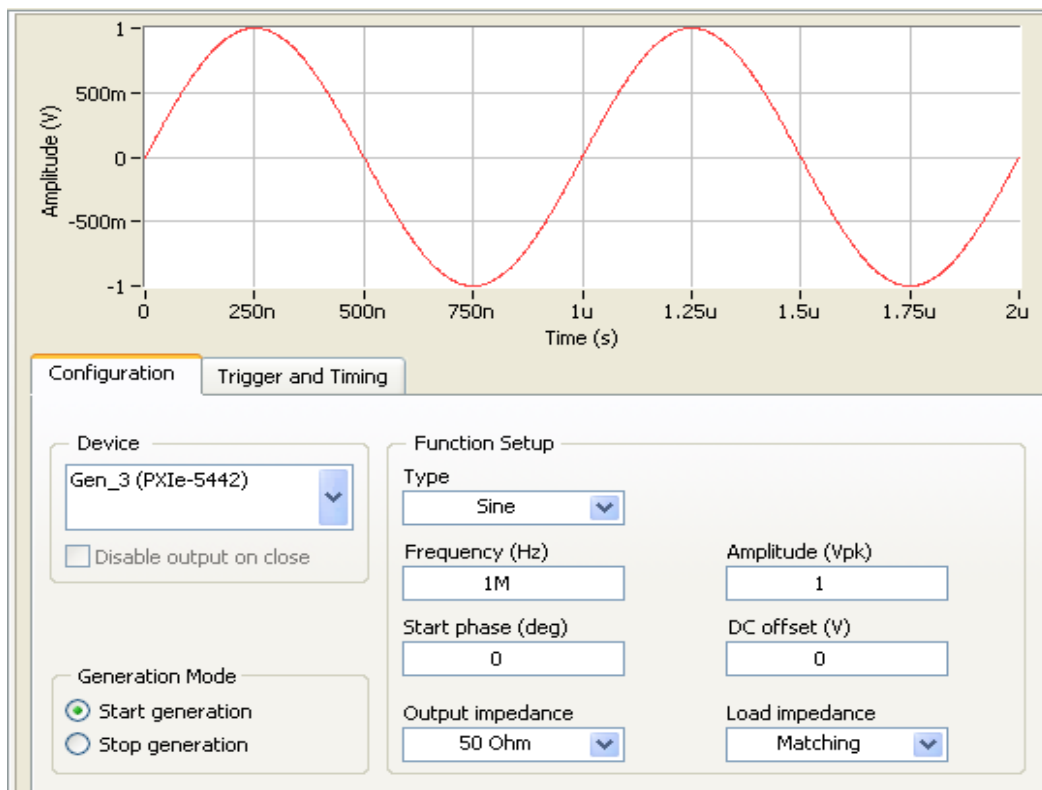 1
500m
0
-500m
-1
Amplitude (V)
0 250n 500n 750n 1u 1.25u 1.5u 1.75u 2u
Time (s)
Configuration Trigger and Timing
Device
Gen_3 (PXIe-5442)
Disable output on close
Generation Mode
Start generation
Stop generation
Function Setup
Type
Sine
Frequency (Hz) Amplitude (Vpk)
1M 1
Start phase (deg) DC offset (V)
0 0
Output impedance Load impedance
50 Ohm Matching